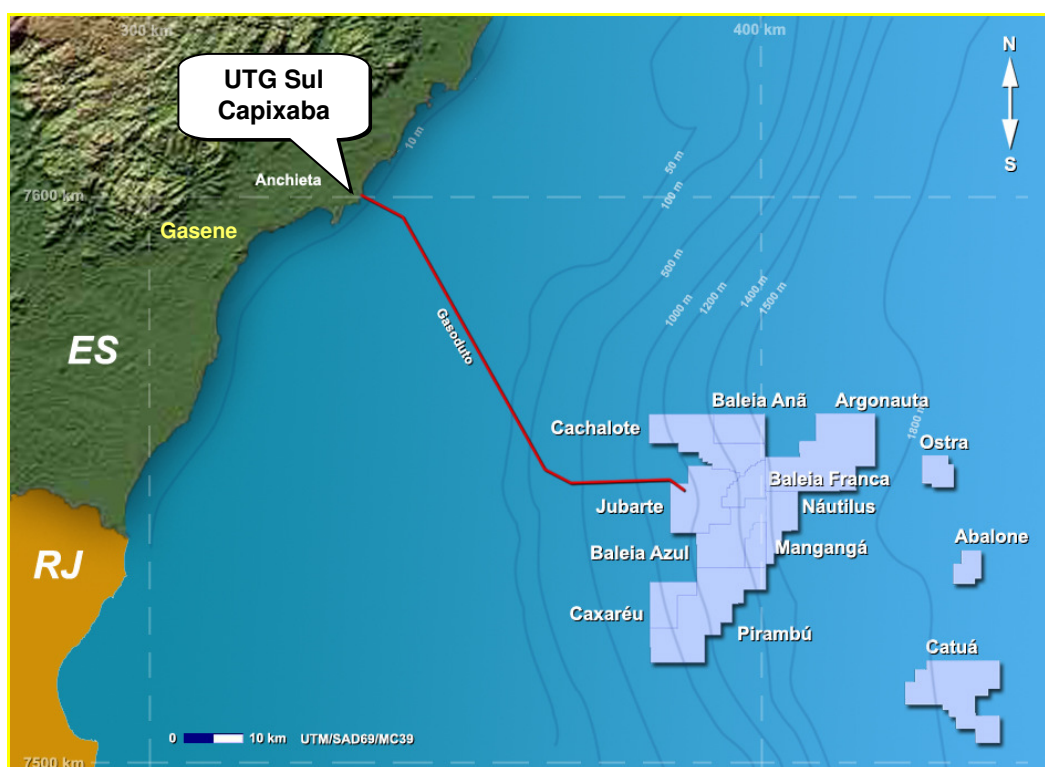 300 km
400 km
N
S
UTG Sul
Capixaba
10 m
50 m
100 m
Anchieta
7600 km
Gasene
500 m
1000 m
1200 m
1400 m
1500 m
Gasoduto
ES
Baleia Anã
Argonauta
Cachalote
1800 m
Ostra
Baleia Franca
Jubarte
Náutilus
Abalone
Baleia Azul
Mangangá
RJ
Caxaréu
Pirambú
Catuá
0 10 km UTM/SAD69/MC39
7500 km